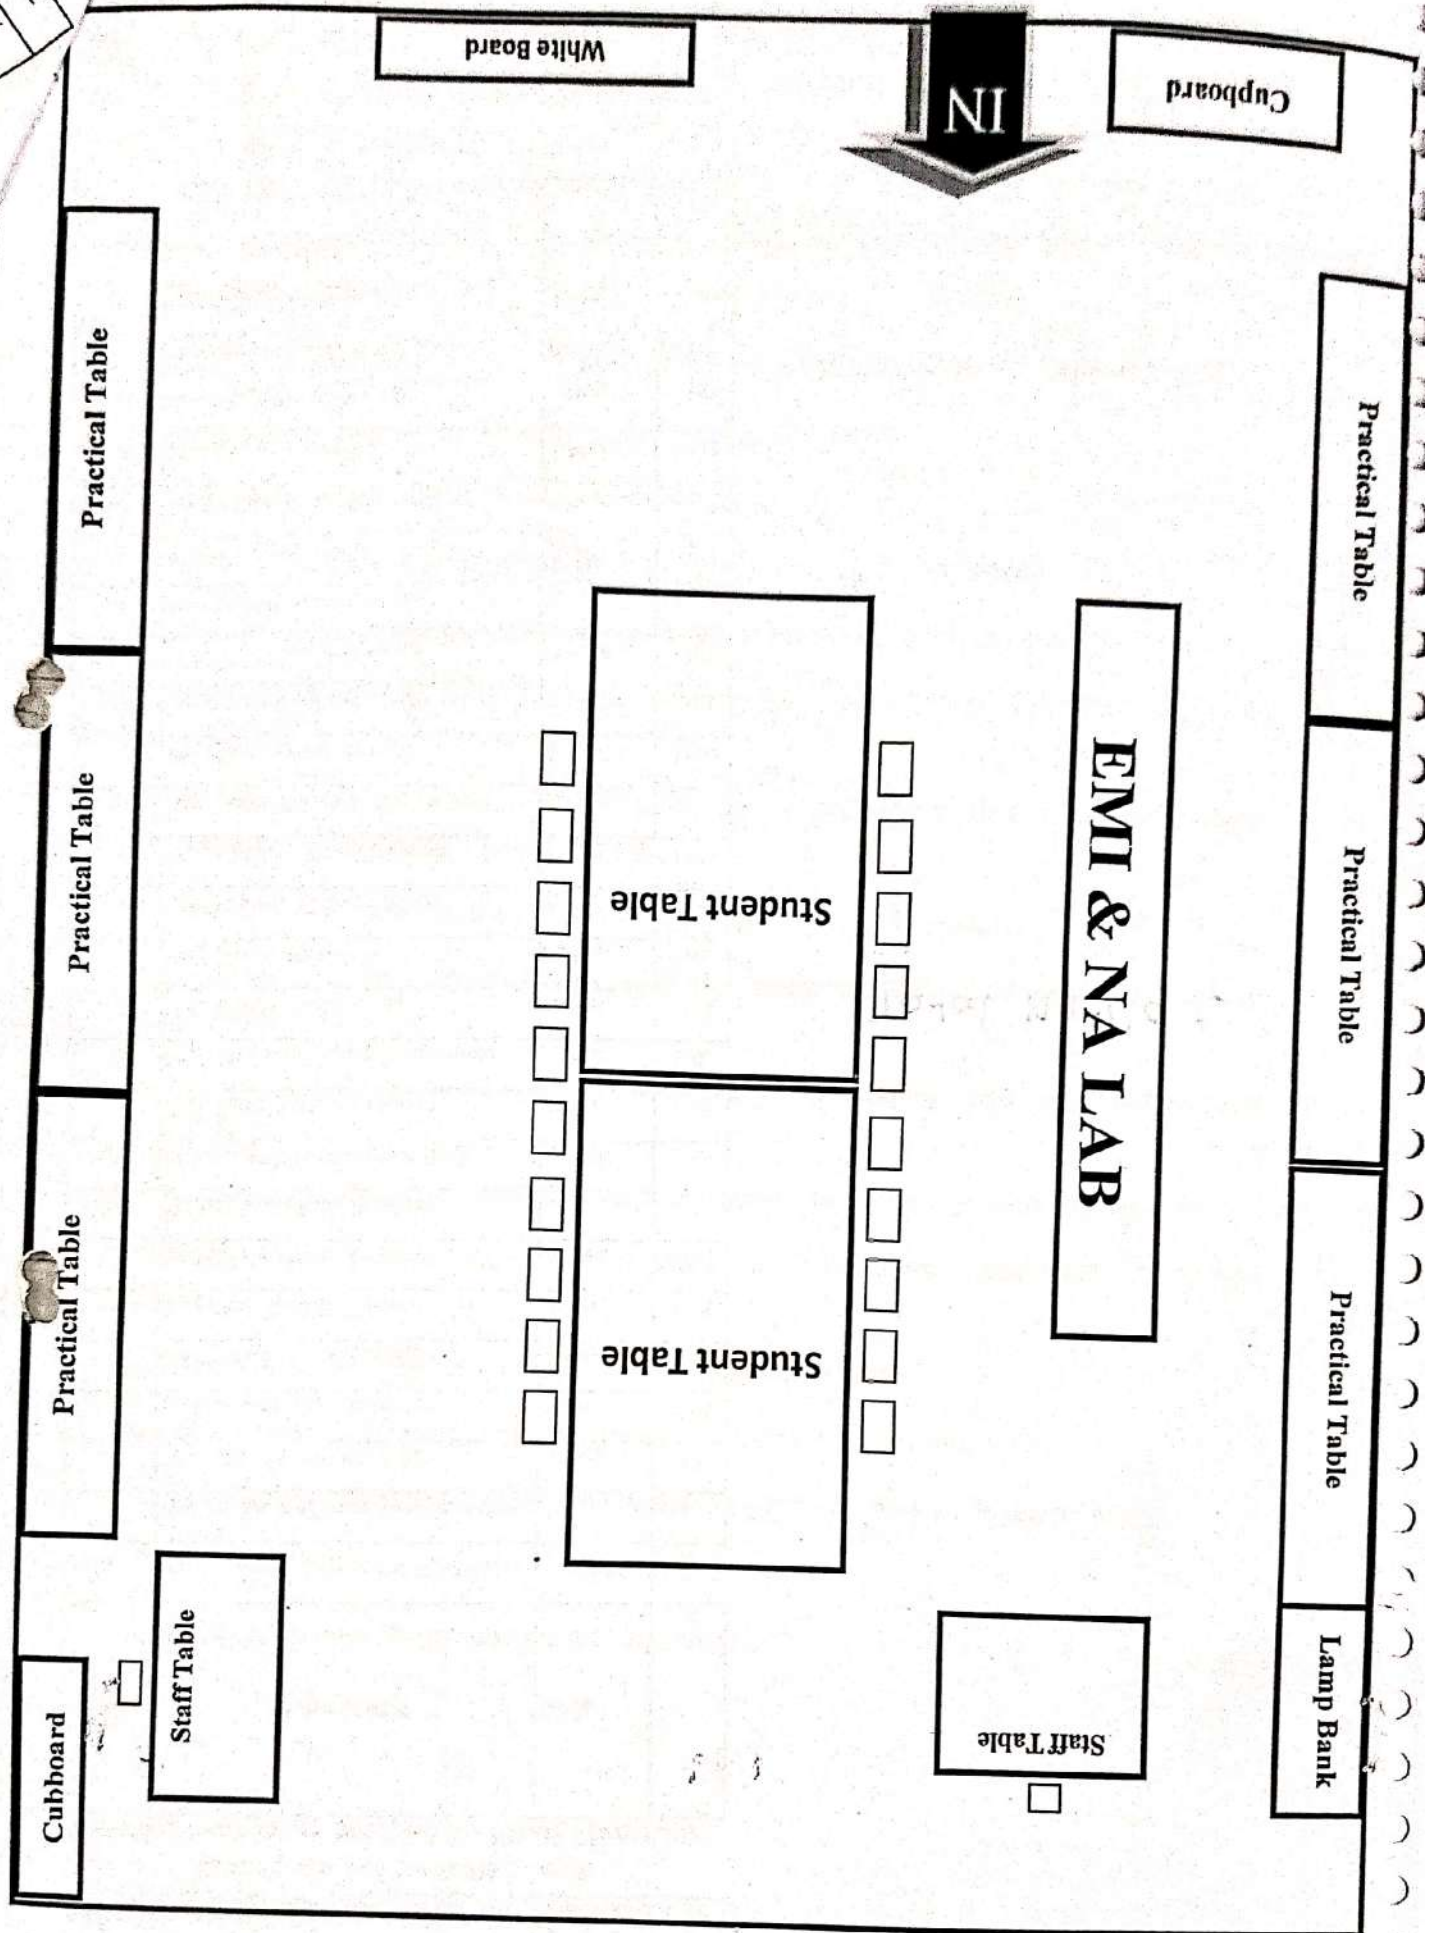 White Board
IN
Cupboard
Practical Table
Practical Table
Practical Table
Practical Table
Practical Table
Practical Table
Student Table
Student Table
EMI & NA LAB
Staff Table
Staff Table
Lamp Bank
Cubboard